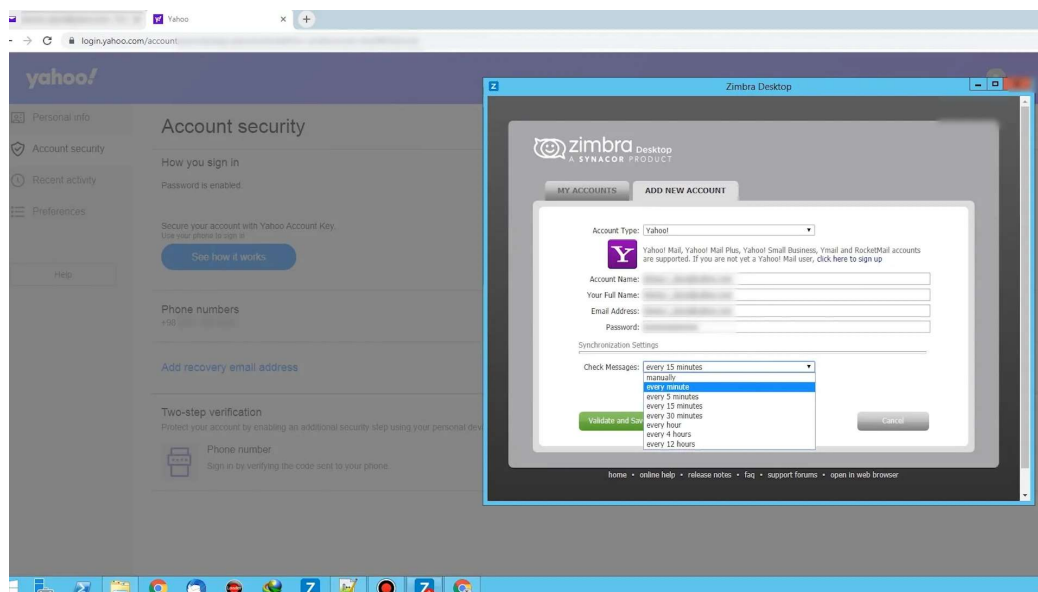 Yahoo
login.yahoo.com/account
yahoo!
Personal info
Account security
Recent activity
Preferences
Help
Account security
How you sign in
Password is enabled.
Secure your account with Yahoo Account Key.
Use your phone to sign in
See how it works
Phone numbers
+98
Add recovery email address
Two-step verification
Protect your account by enabling an additional security step using your personal
Phone number
Sign in by verifying the code sent to your phone.
Zimbra Desktop
zimbra Desktop
A SYNACOR PRODUCT
MY ACCOUNTS
ADD NEW ACCOUNT
Account Type: Yahoo!
Yahoo! Mail, Yahoo! Mail Plus, Yahoo! Small Business, Ymail and RocketMail accounts
are supported. If you are not yet a Yahoo! Mail user, click here to sign up
Account Name:
Your Full Name:
Email Address:
Password:
Synchronization Settings
Check Messages: every 15 minutes
manually
every minute
every 5 minutes
every 15 minutes
every 30 minutes
every hour
every 4 hours
every 12 hours
Validate and Sav
Cancel
home • online help • release notes • faq • support forums • open in web browser